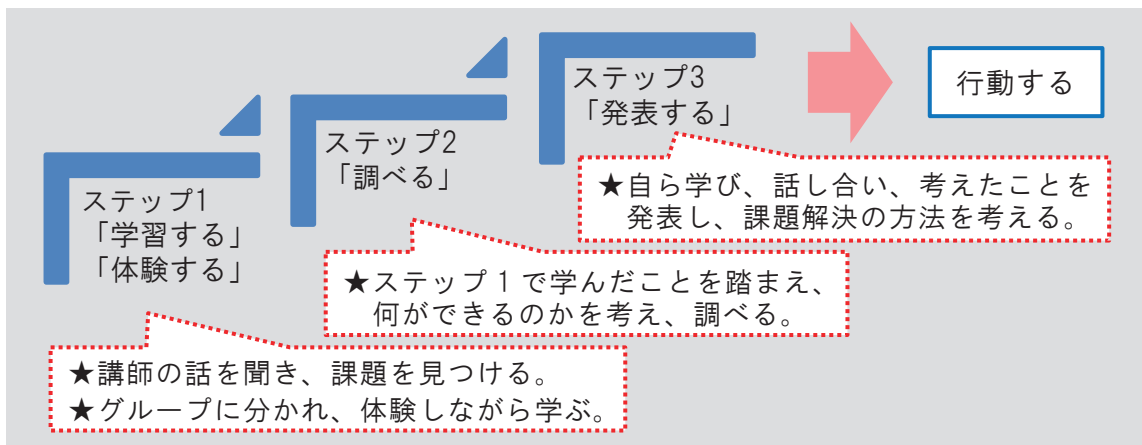 ステップ1
「学習する」
「体験する」
★講師の話を聞き、課題を見つける。
★グループに分かれ、体験しながら学ぶ。
ステップ2
「調べる」
★ステップ1で学んだことを踏まえ、
何ができるのかを考え、調べる。
ステップ3
「発表する」
★自ら学び、話し合い、考えたことを
発表し、課題解決の方法を考える。
行動する